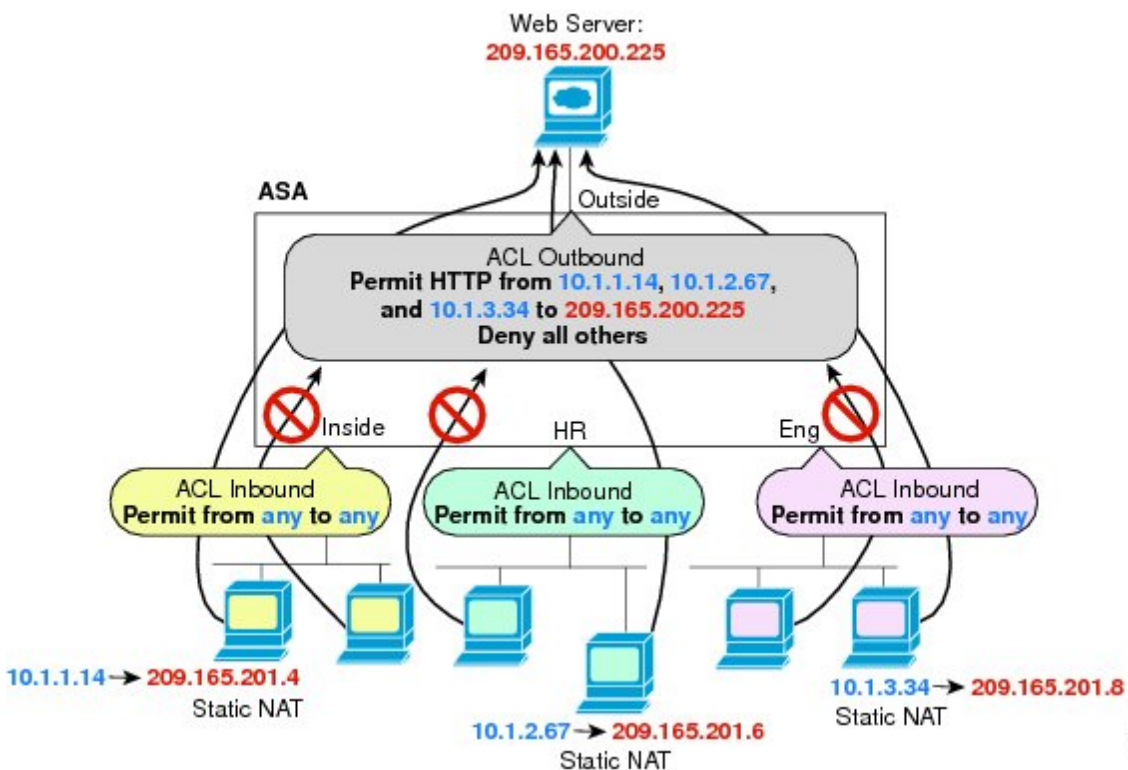 Web Server:
209.165.200.225
ASA
Outside
ACL Outbound
Permit HTTP from 10.1.1.14, 10.1.2.67,
and 10.1.3.34 to 209.165.200.225
Deny all others
Inside
HR
Eng
ACL Inbound
Permit from any to any
ACL Inbound
Permit from any to any
ACL Inbound
Permit from any to any
10.1.1.14 209.165.201.4
Static NAT
10.1.2.67 209.165.201.6
Static NAT
10.1.3.34 209.165.201.8
Static NAT